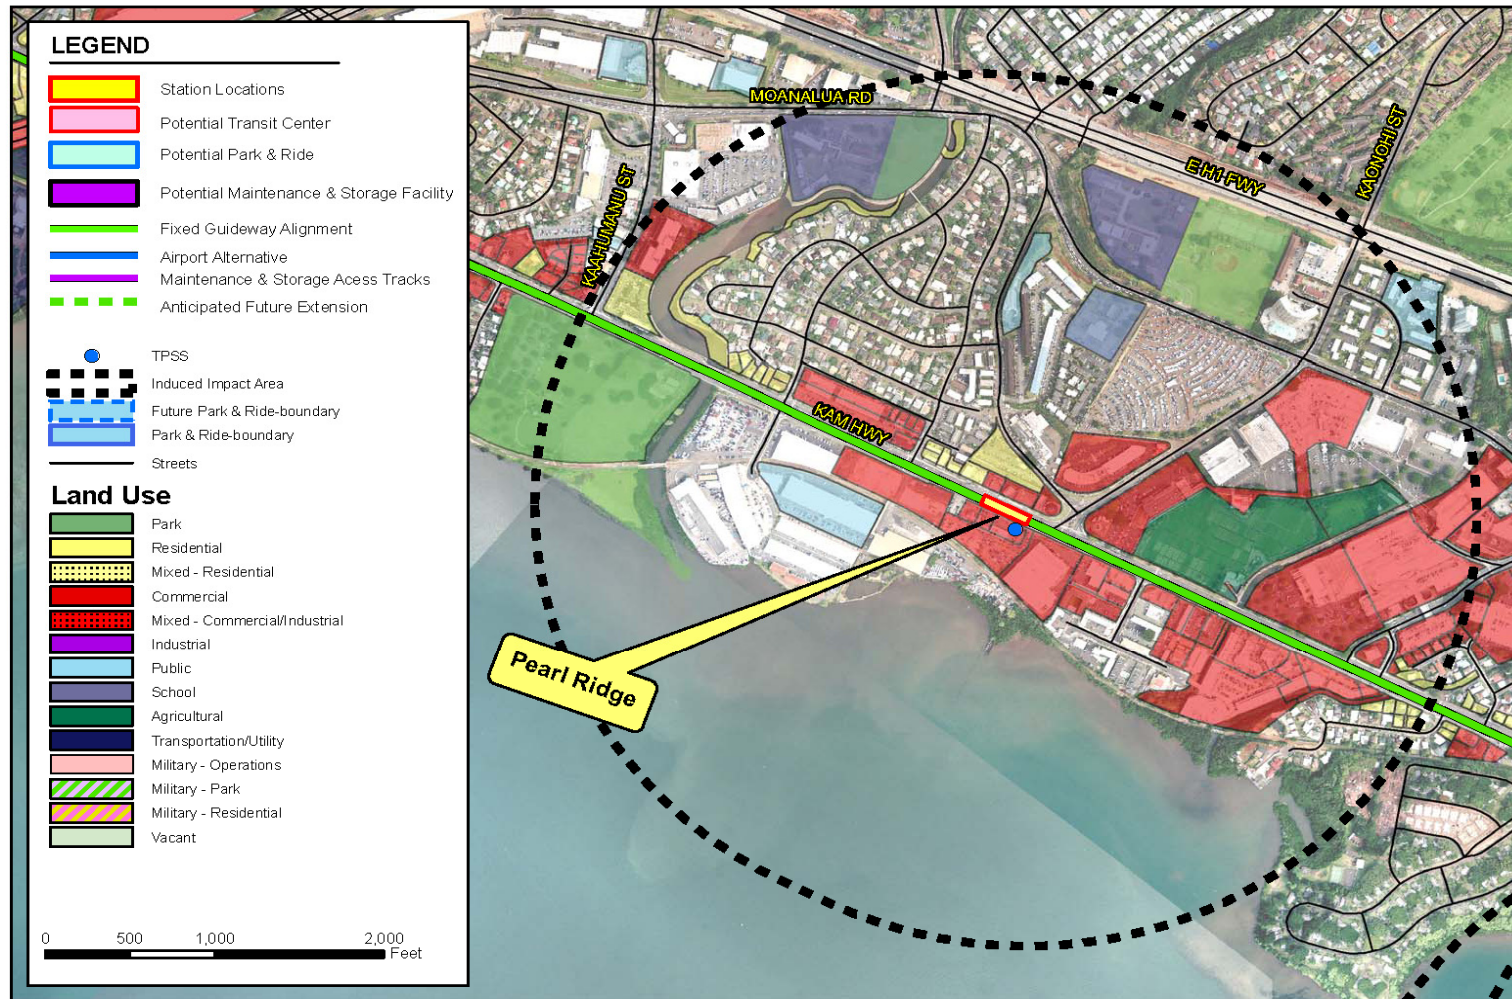 LEGEND
Station Locations
Potential Transit Center
Potential Park & Ride
Potential Maintenance & Storage Facility
Fixed Guideway Alignment
Airport Alternative
Maintenance & Storage Acess Tracks
Anticipated Future Extension
TPSS
Induced Impact Area
Future Park & Ride-boundary
Park & Ride-boundary
Streets
Land Use
Park
Residential
Mixed - Residential
Commercial
Mixed - Commercial/Industrial
Industrial
Public
School
Agricultural
Transportation/Utility
Military - Operations
Military - Park
Military - Residential
Vacant
0 500 1,000 2,000
Feet
MOANALUA RD
KAAHUMANU ST
E-H1 FWY
KAONOHI ST
KAM HWY
Pearl Ridge